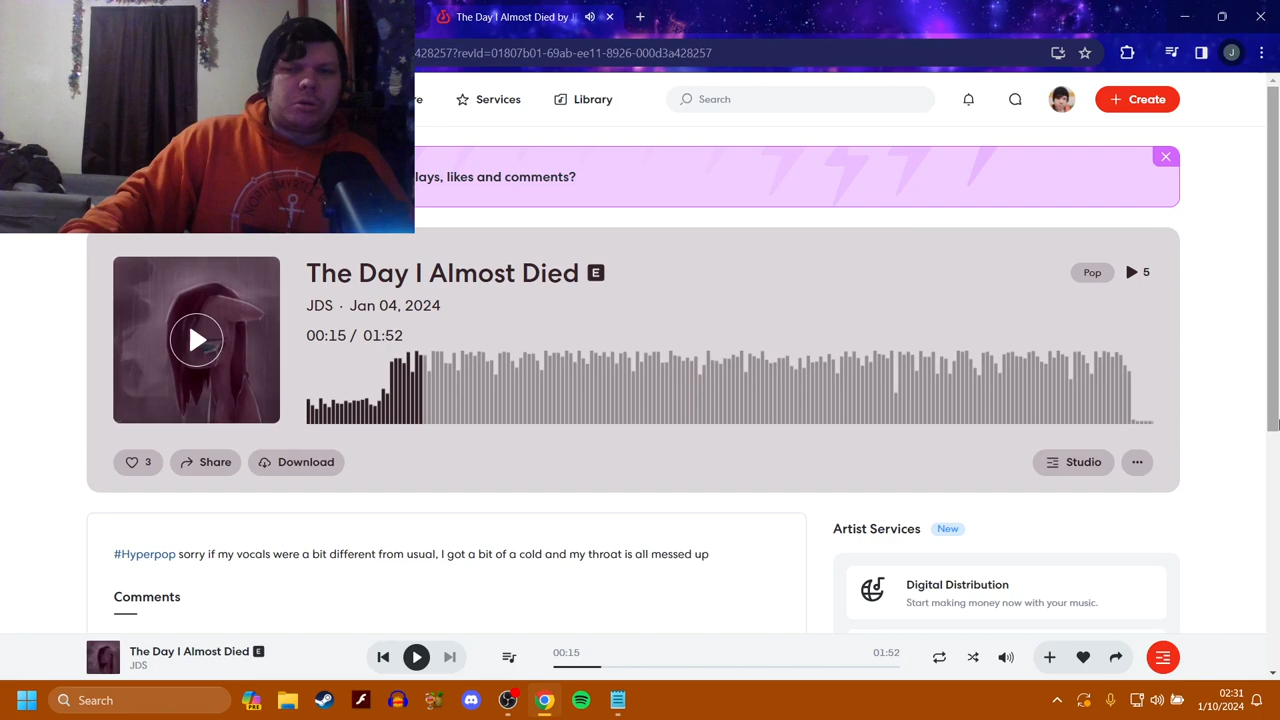 The Day I Almost Died by J
428257?revId=01807b01-69ab-ee11-8926-000d3a428257
J
re
Services
Library
Search
Create
lays, likes and comments?
The Day I Almost Died E
Pop
5
JDS · Jan 04, 2024
00:15 / 01:52
3
Share
Download
Studio
#Hyperpop sorry if my vocals were a bit different from usual, I got a bit of a cold and my throat is all messed up
Comments
Artist Services New
Digital Distribution
Start making money now with your music.
The Day I Almost Died E
JDS
00:15
01:52
Search
PRE
02:31
1/10/2024